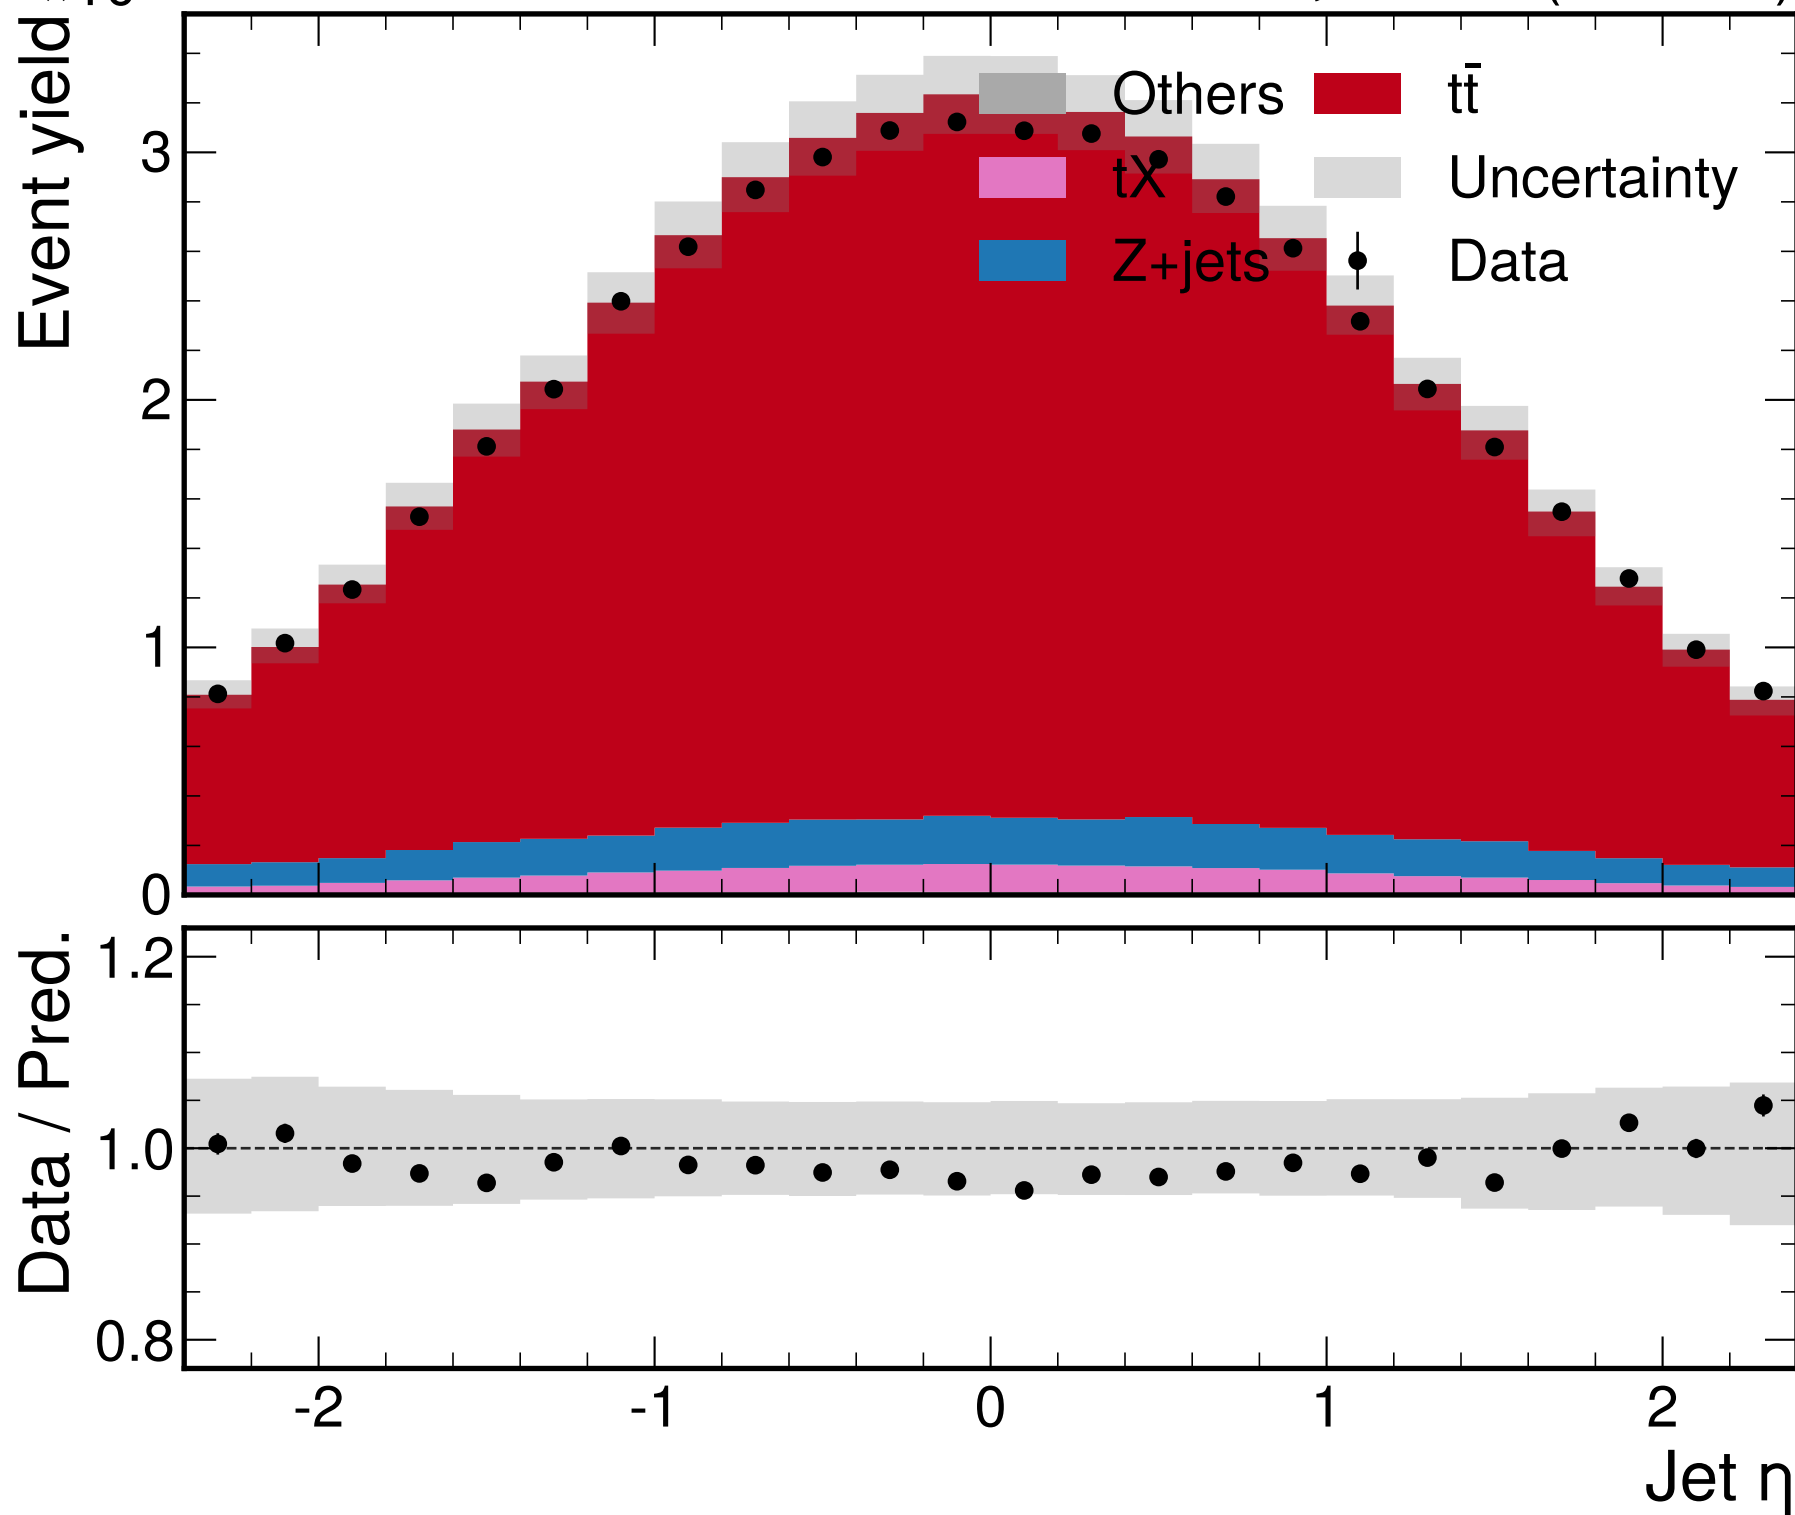 Event yield
3
2
1
0
Others
tt̄
tX
Uncertainty
Z+jets
Data
Data / Pred.
1.2
1.0
0.8
-2 -1 0 1 2
Jet η